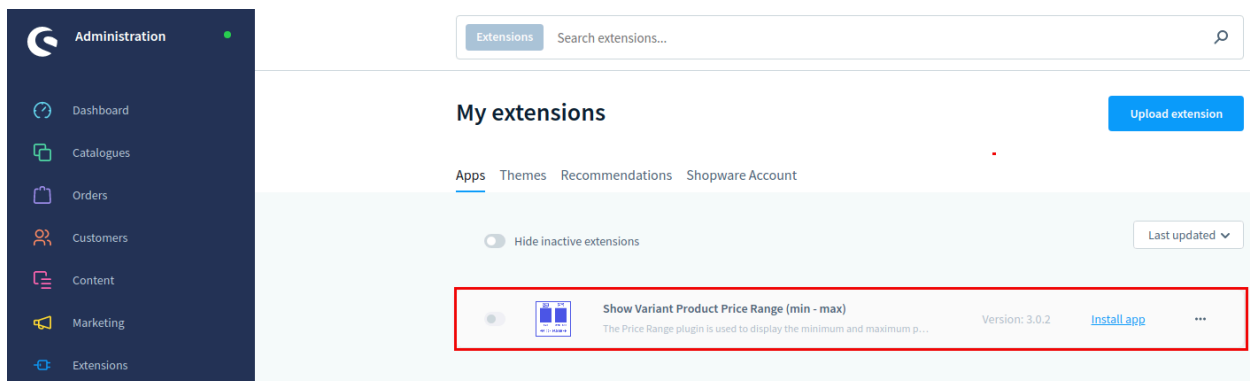 Administration
Extensions Search extensions...
Dashboard
Catalogues
Orders
Customers
Content
Marketing
Extensions
My extensions
Upload extension
Apps Themes Recommendations Shopware Account
Hide inactive extensions
Last updated
Show Variant Product Price Range (min - max)
The Price Range plugin is used to display the minimum and maximum p...
Version: 3.0.2 Install app